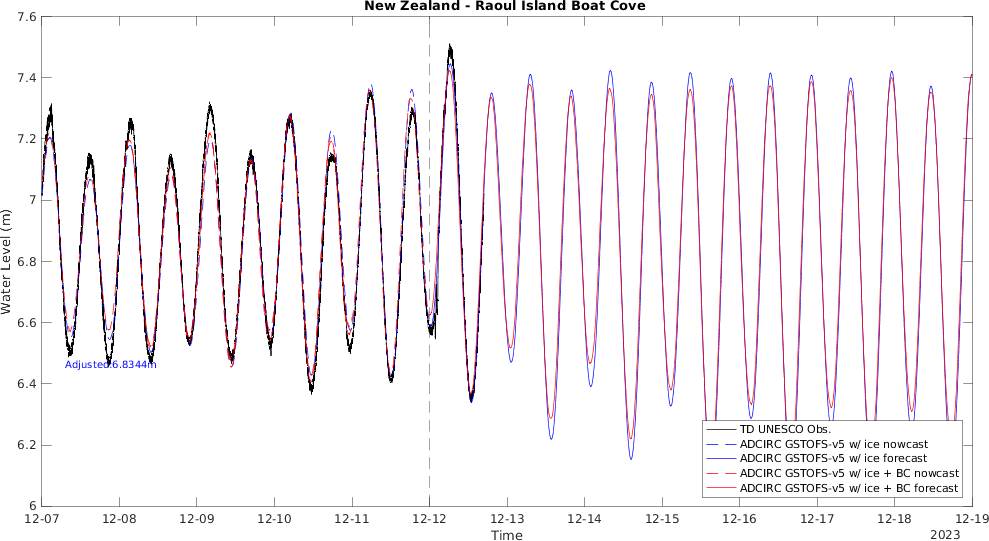 New Zealand - Raoul Island Boat Cove
7.6
7.4
7.2
7
6.8
6.6
6.4
6.2
6
Water Level (m)
Adjusted:6.8344m
TD UNESCO Obs.
ADCIRC GSTOFS-v5 w/ ice nowcast
ADCIRC GSTOFS-v5 w/ ice forecast
ADCIRC GSTOFS-v5 w/ ice + BC nowcast
ADCIRC GSTOFS-v5 w/ ice + BC forecast
12-07 12-08 12-09 12-10 12-11 12-12 12-13 12-14 12-15 12-16 12-17 12-18 12-19
Time
2023